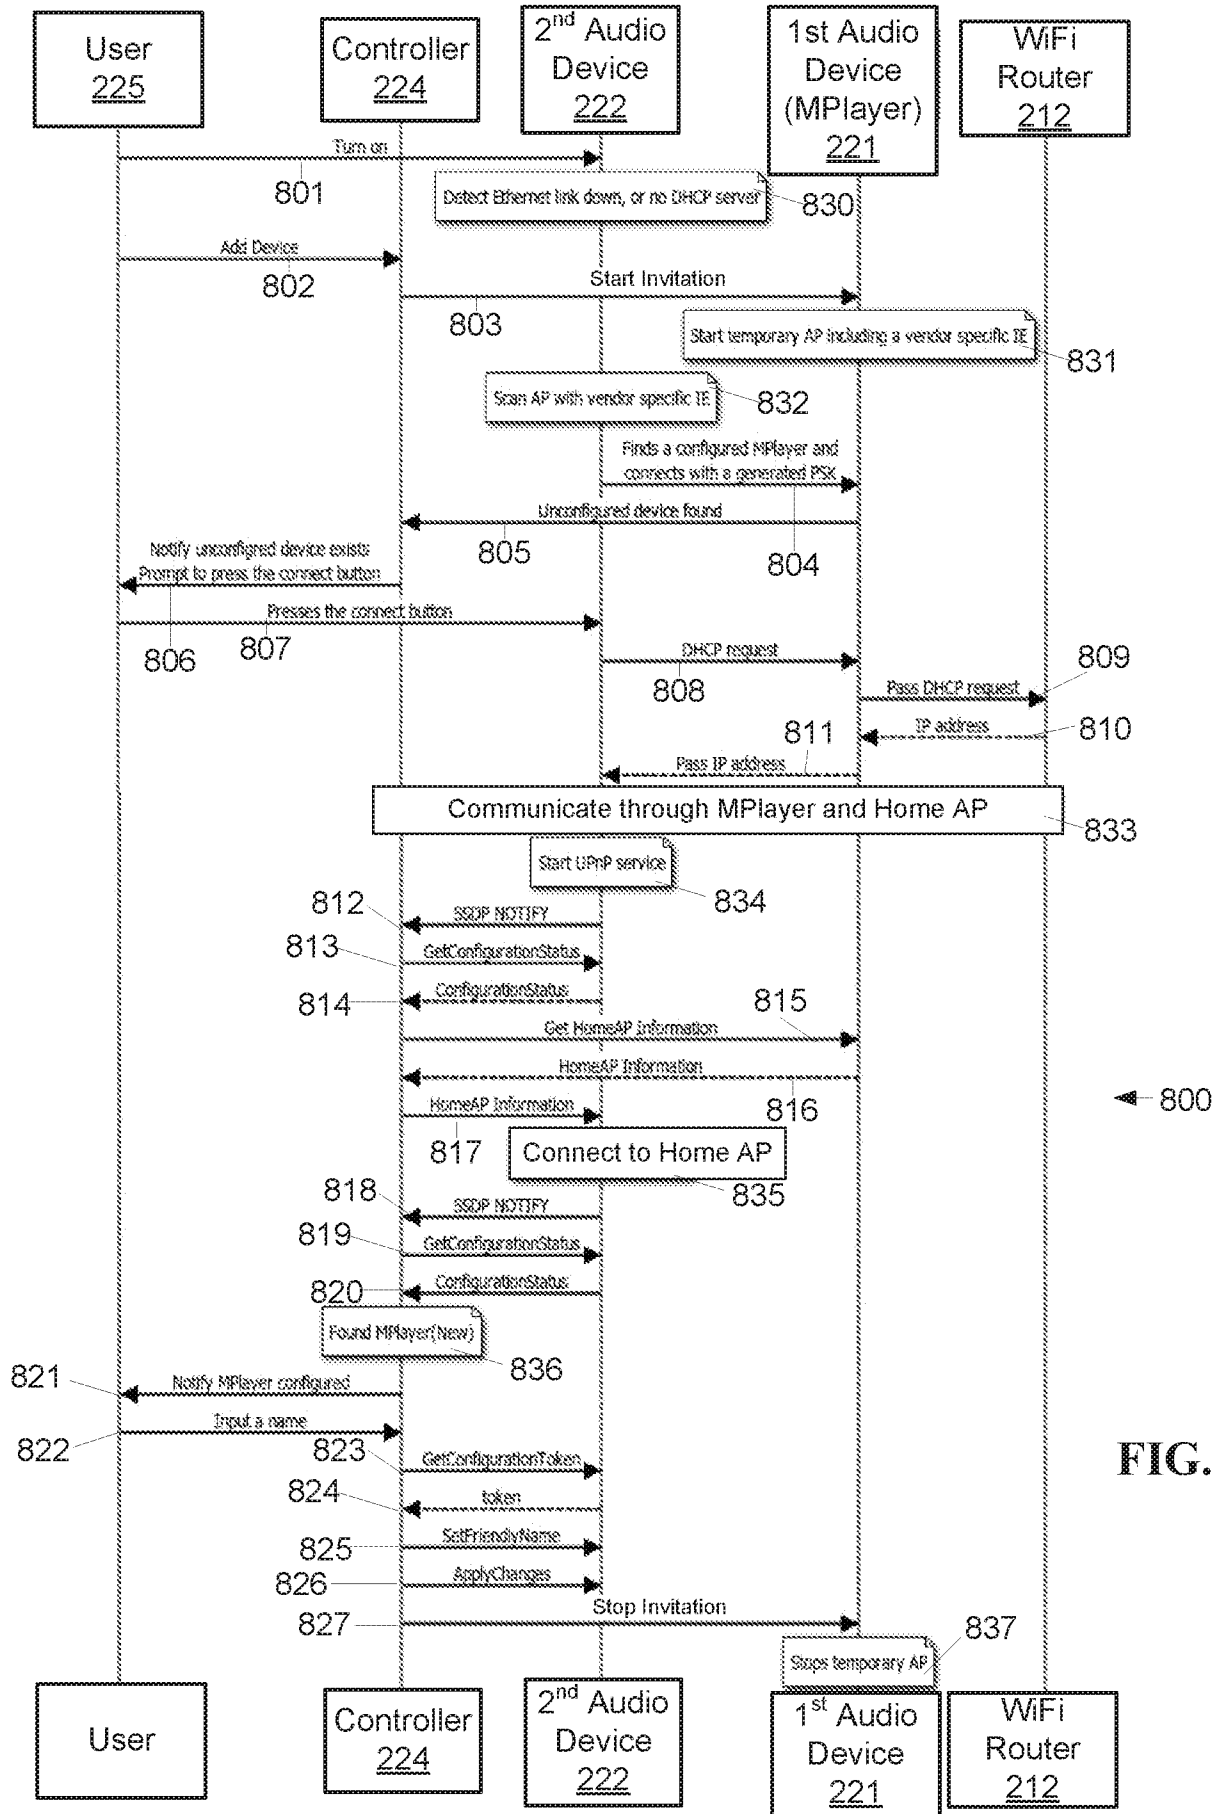 User
225
Controller
224
2nd Audio
Device
222
1st Audio
Device
(MPlayer)
221
WiFi
Router
212
Turn on
801
Detect Ethernet link down, or no DHCP server
830
Add Device
802
Start Invitation
803
Start temporary AP including a vendor specific IE
831
Scan AP with vendor specific IE
832
Finds a configured MPlayer and
connects with a generated PSK
804
Unconfigured device found
805
Notify unconfigred device exists
Prompt to press the connect button
806
Presses the connect button
807
DHCP request
808
809
Pass DHCP request
IP address
810
811
Pass IP address
Communicate through MPlayer and Home AP
833
Start UPnP service
834
812
SSDP NOTIFY
813
GetConfigurationStatus
814
ConfigurationStatus
815
Get HomeAP Information
HomeAP Information
816
800
HomeAP Information
817
Connect to Home AP
835
818
SSDP NOTIFY
819
GetConfigurationStatus
820
ConfigurationStatus
Found MPlayer(New)
836
821
Notify MPlayer configured
822
Input a name
823
GetConfigurationToken
FIG.
824
token
825
SetFriendlyName
826
ApplyChanges
827
Stop Invitation
837
Stops temporary AP
User
Controller
224
2nd Audio
Device
222
1st Audio
Device
221
WiFi
Router
212